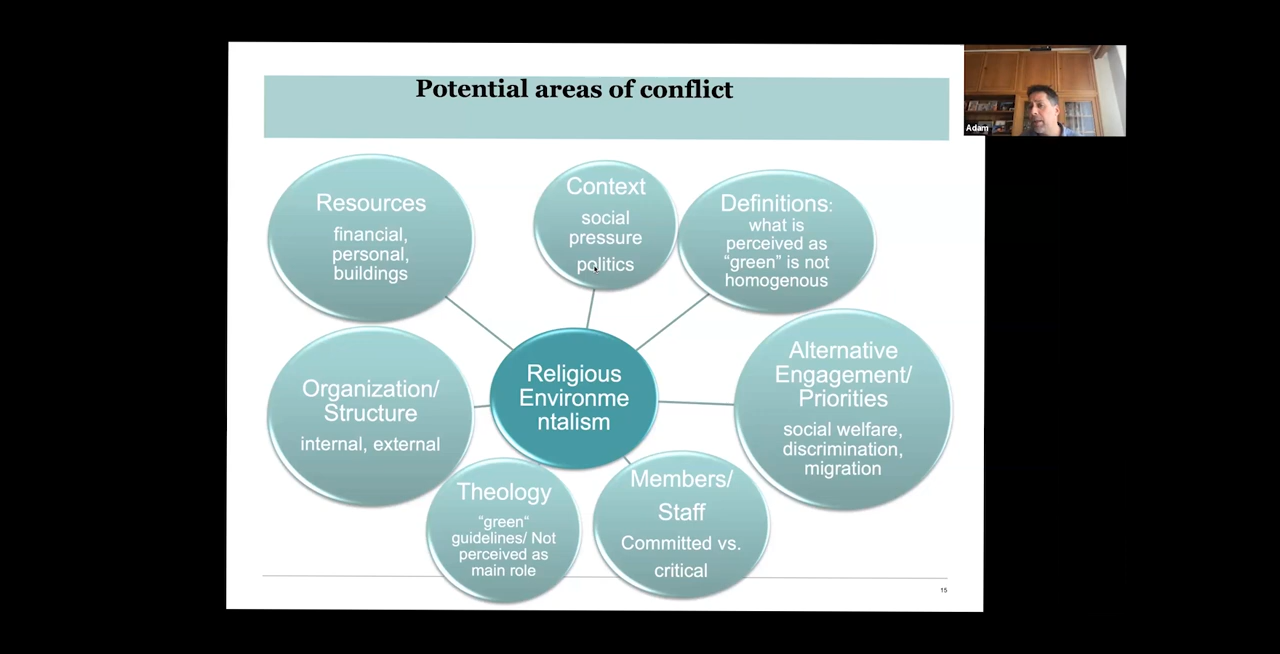 Potential areas of conflict
Adam
Resources
financial,
personal,
buildings
Context
social
pressure
politics
Definitions:
what is
perceived as
“green” is not
homogenous
Alternative
Engagement/
Priorities
social welfare,
discrimination,
migration
Members/
Staff
Committed vs.
critical
Theology
“green“
guidelines/ Not
perceived as
main role
Organization/
Structure
internal, external
Religious
Environme
ntalism
15